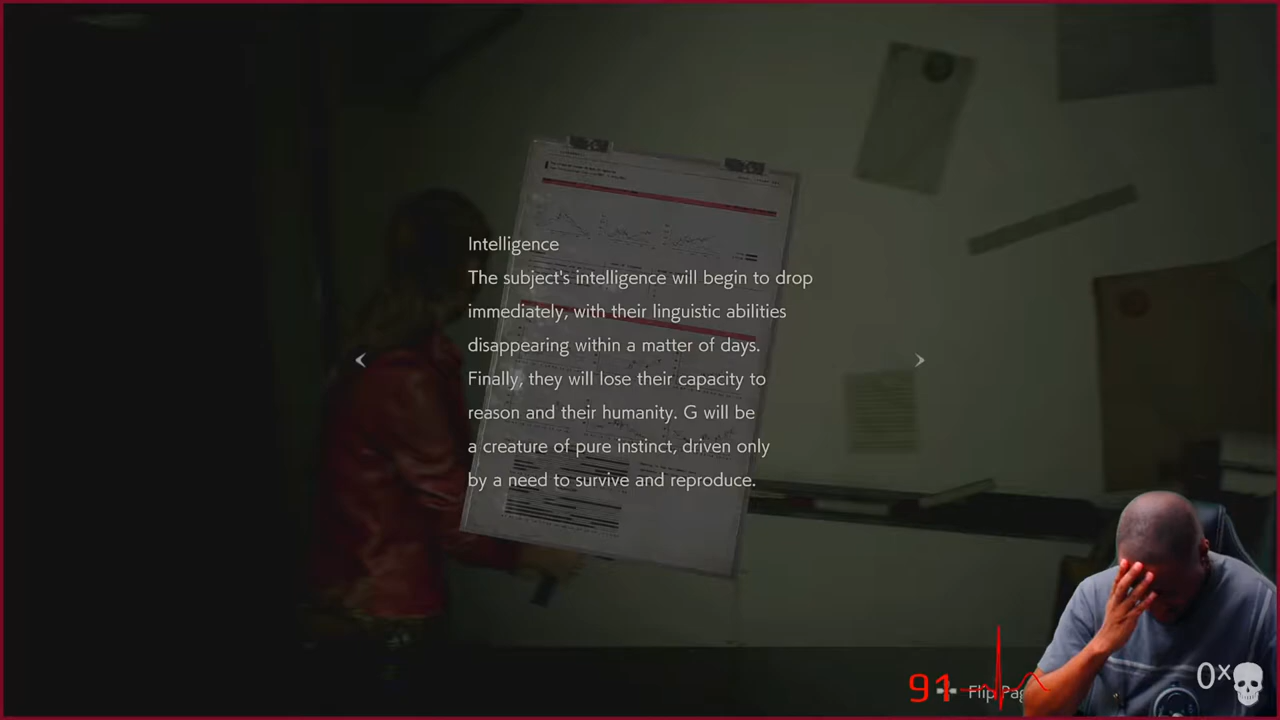 Intelligence
The subject's intelligence will begin to drop
immediately, with their linguistic abilities
disappearing within a matter of days.
Finally, they will lose their capacity to
reason and their humanity. G will be
a creature of pure instinct, driven only
by a need to survive and reproduce.
91
Flip
0x